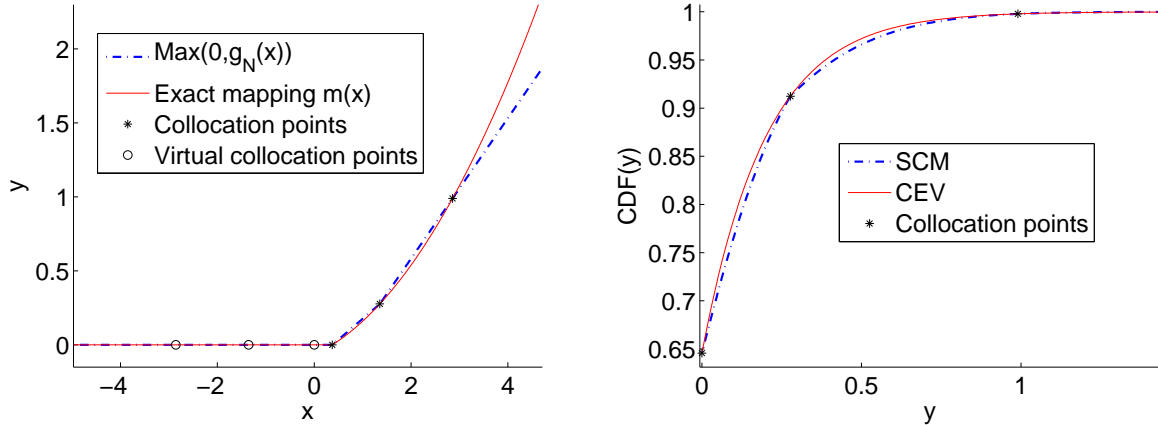 2
1.5
1
0.5
0
y
−4
−2
0
2
4
x
Max(0,g_N(x))
Exact mapping m(x)
Collocation points
Virtual collocation points
1
0.95
0.9
0.85
0.8
0.75
0.7
0.65
CDF(y)
0
0.5
1
y
SCM
CEV
Collocation points